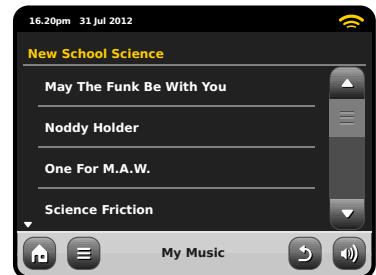 16.20pm 31 Jul 2012
New School Science
May The Funk Be With You
Noddy Holder
One For M.A.W.
Science Friction
My Music